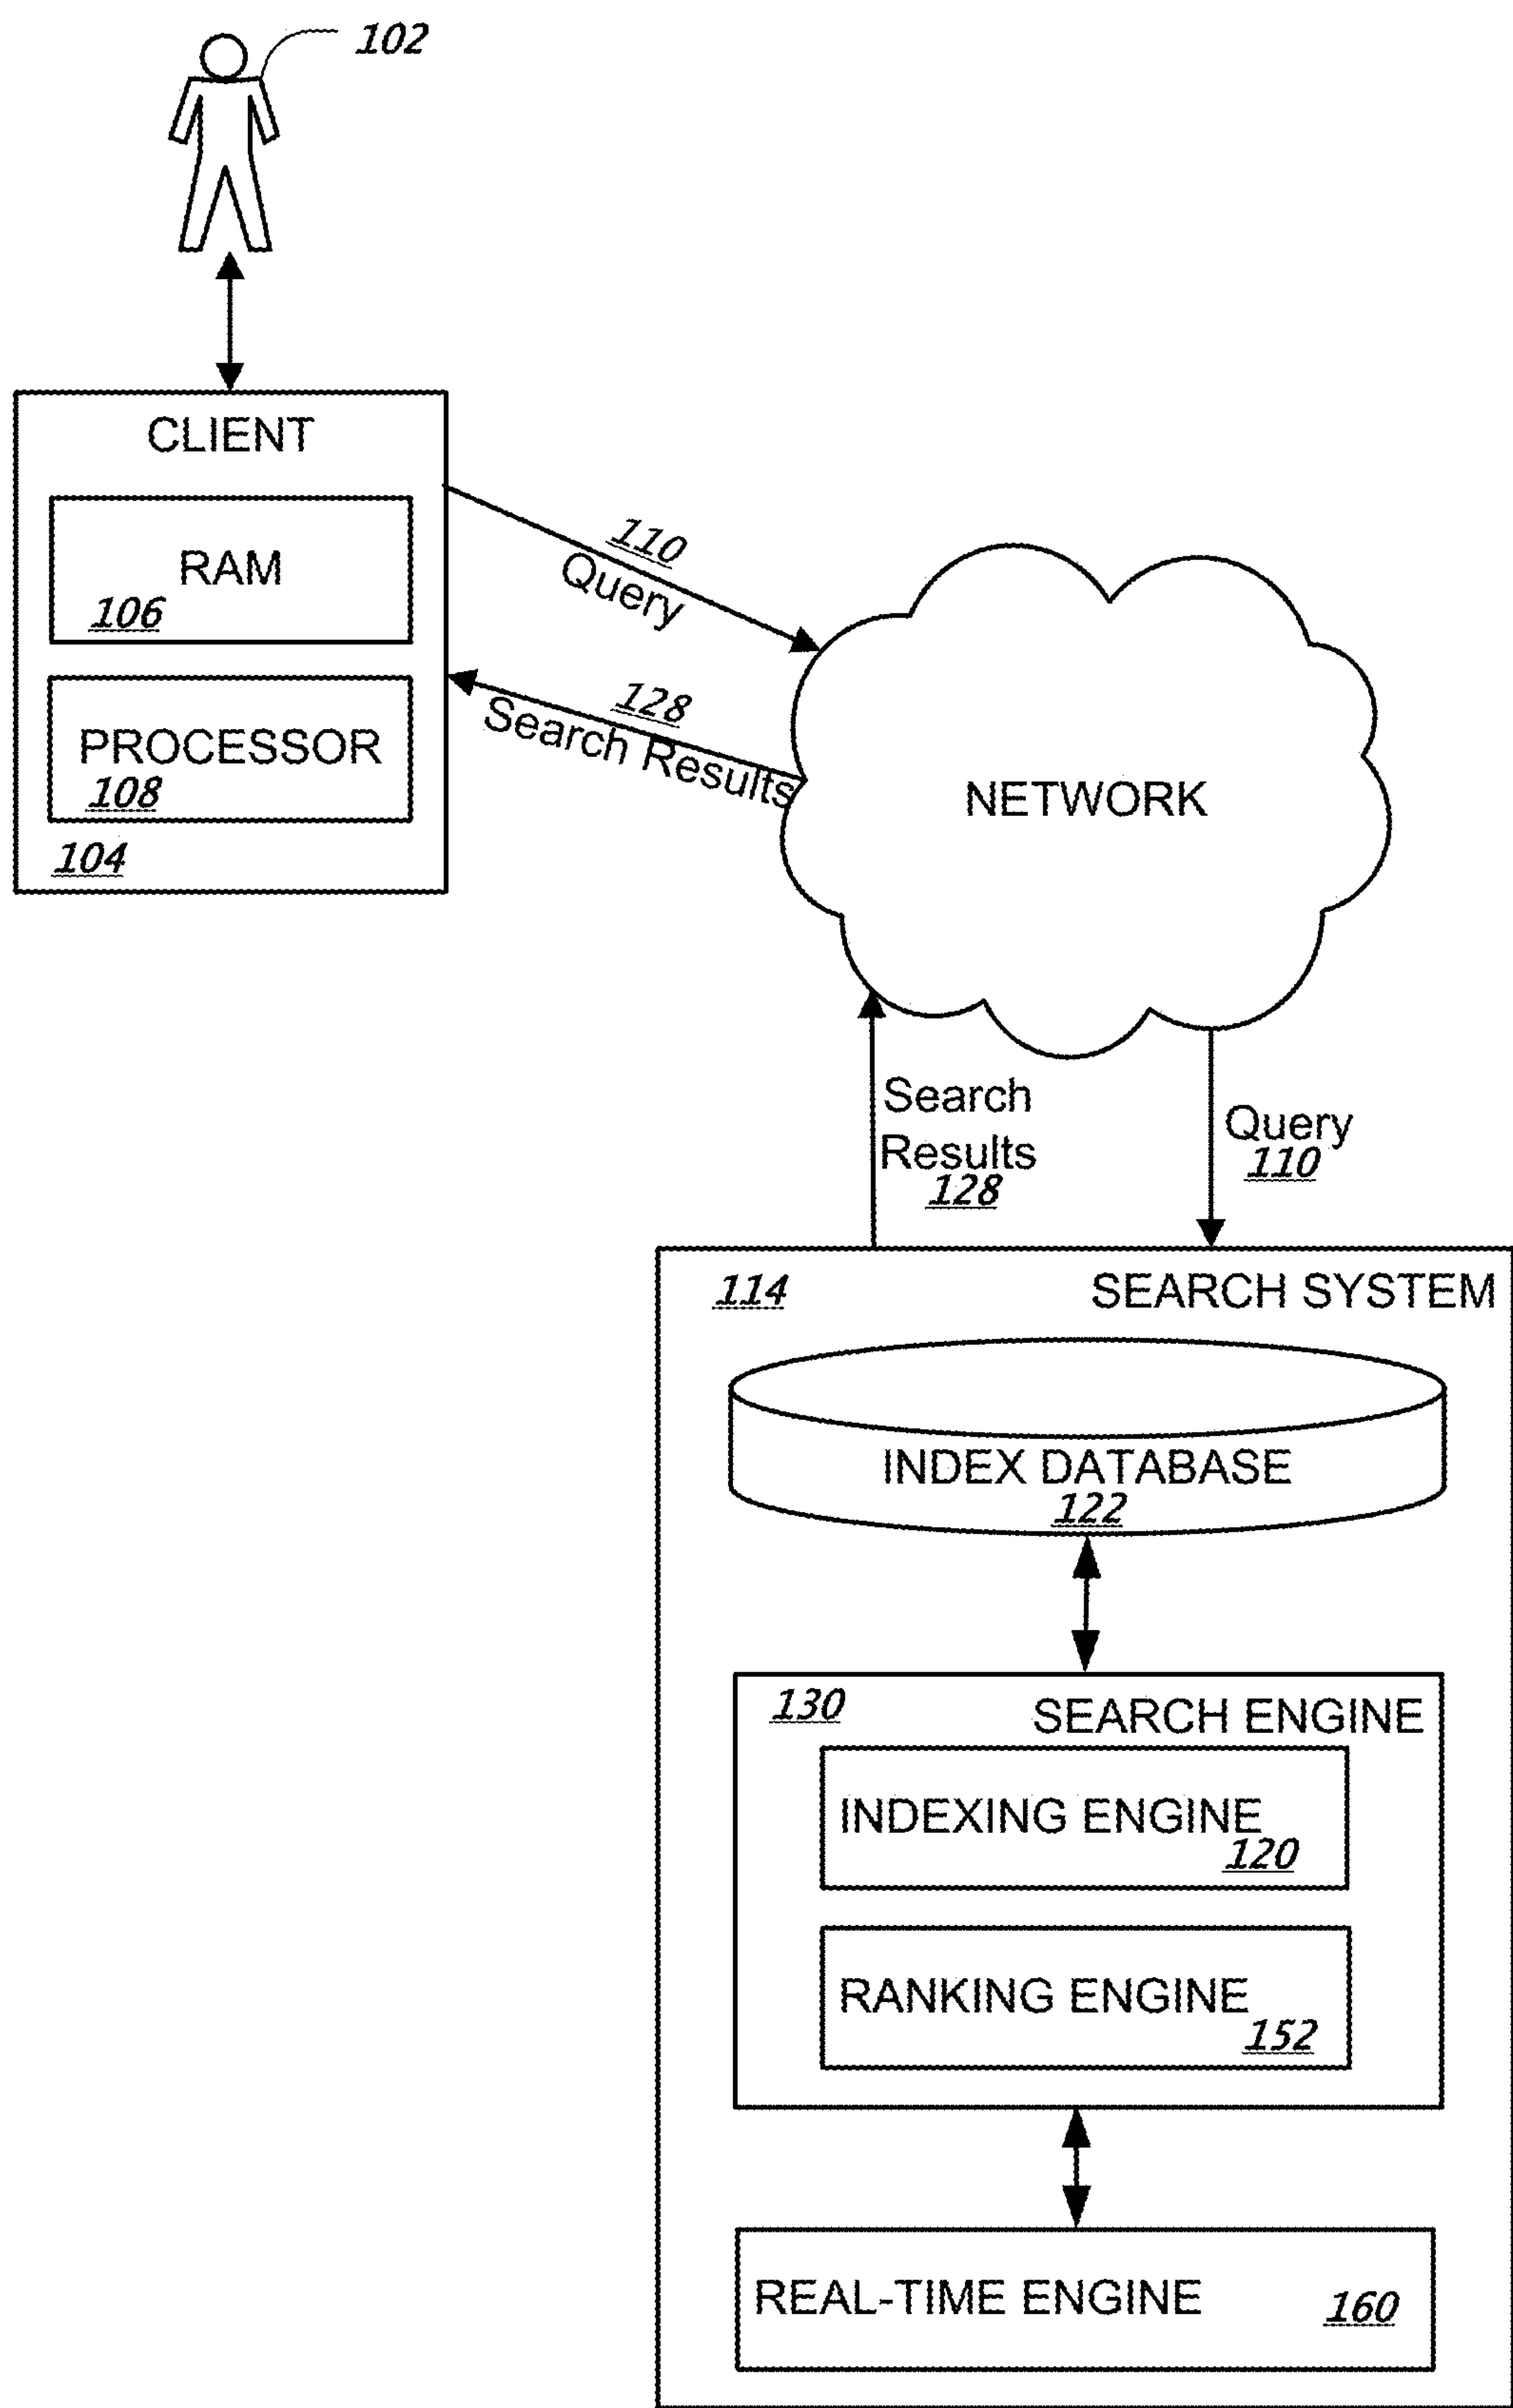 102
CLIENT
RAM
106
PROCESSOR
108
104
110
Query
128
Search Results
NETWORK
Search
Results
128
Query
110
114
SEARCH SYSTEM
INDEX DATABASE
122
130
SEARCH ENGINE
INDEXING ENGINE
120
RANKING ENGINE
152
REAL-TIME ENGINE
160